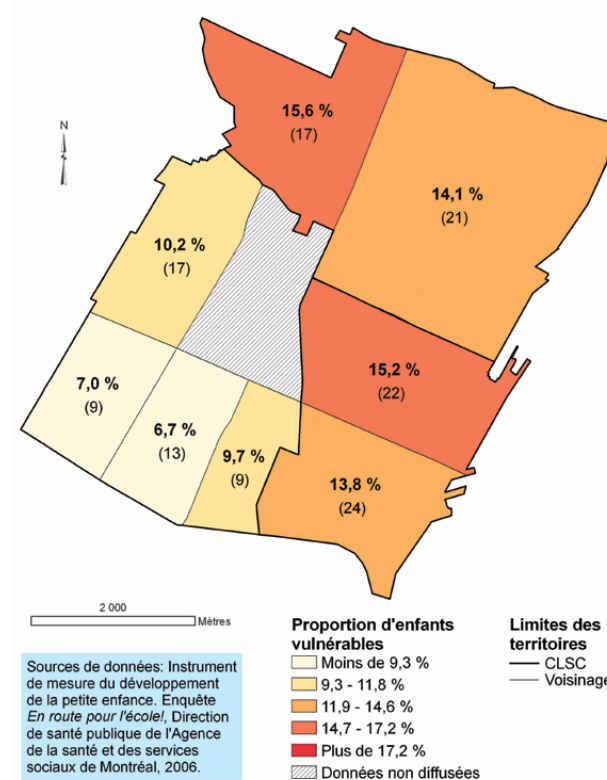 15,6 %
(17)
N
14,1 %
(21)
10,2 %
(17)
15,2 %
(22)
7,0 %
(9)
6,7 %
(13)
9,7 %
(9)
13,8 %
(24)
2 000
Mètres
Proportion d'enfants
vulnérables
Moins de 9,3 %
9,3 - 11,8 %
11,9 - 14,6 %
14,7 - 17,2 %
Plus de 17,2 %
Données non diffusées
Limites des
territoires
CLSC
Voisinage
Sources de données: Instrument
de mesure du développement
de la petite enfance. Enquête
En route pour l'école!, Direction
de santé publique de l'Agence
de la santé et des services
sociaux de Montréal, 2006.